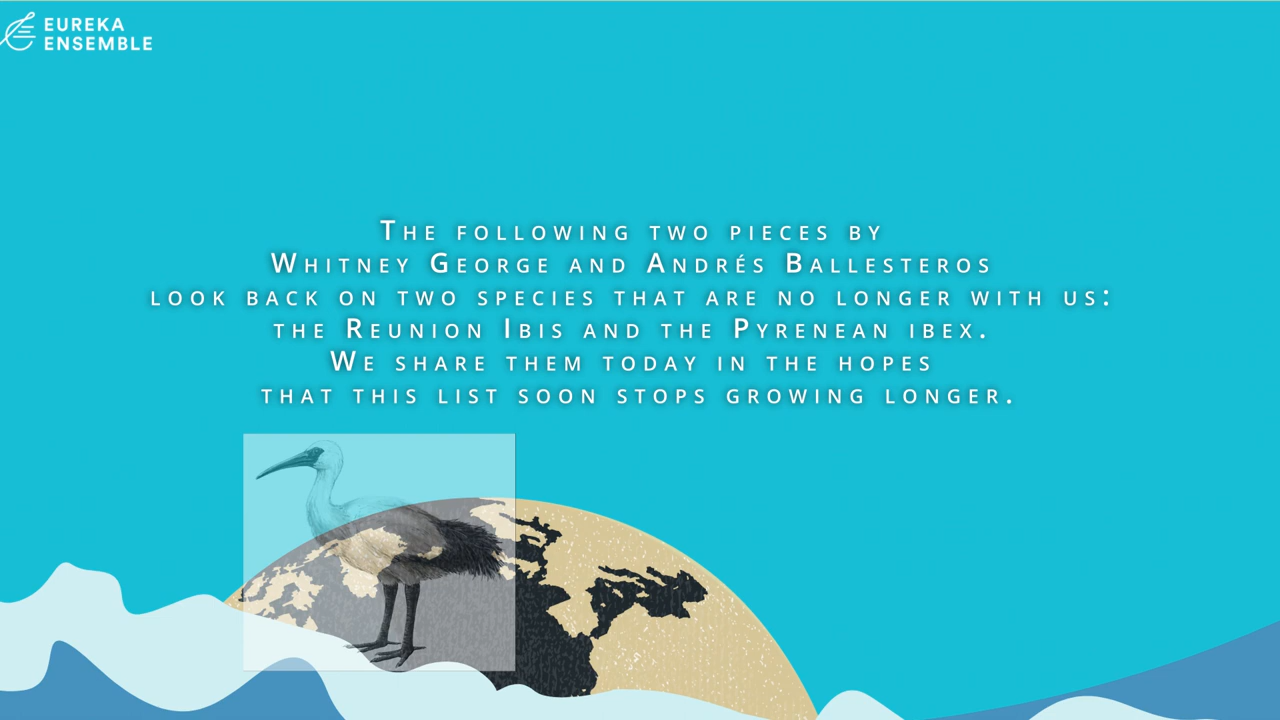 EUREKA
ENSEMBLE
The following two pieces by
Whitney George and Andrés Ballesteros
look back on two species that are no longer with us:
the Reunion Ibis and the Pyrenean ibex.
We share them today in the hopes
that this list soon stops growing longer.